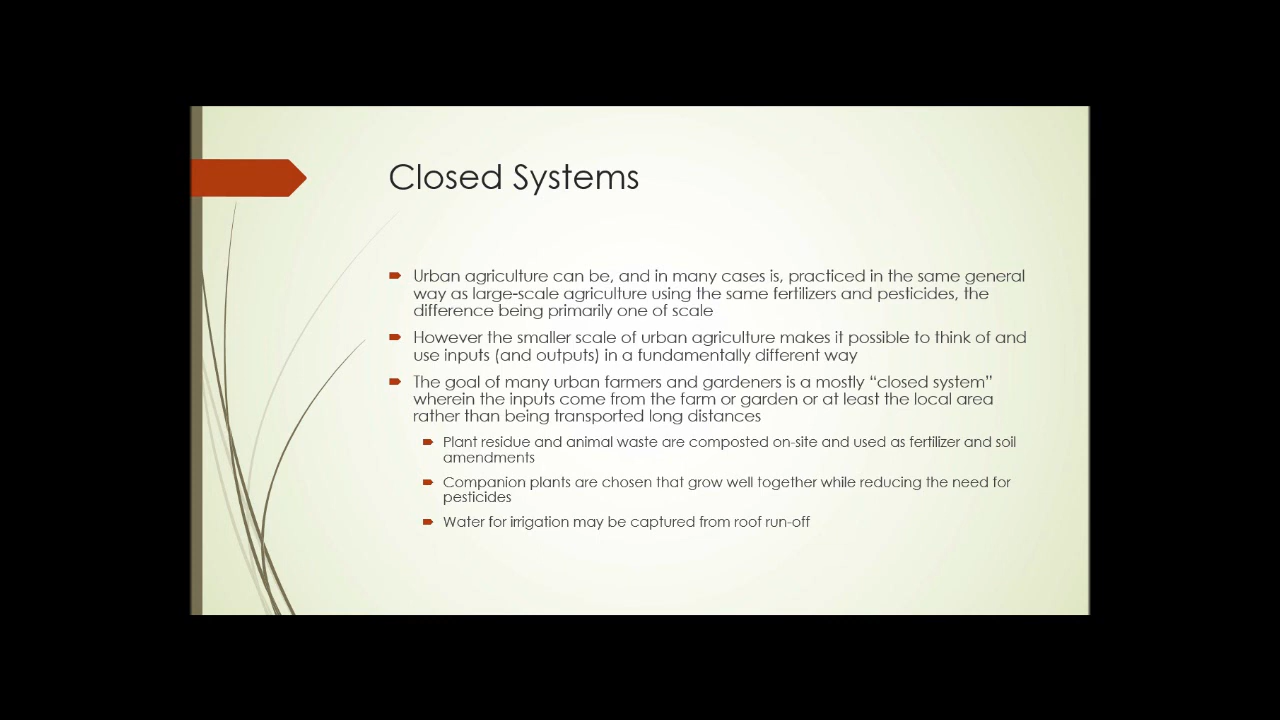 Closed Systems
Urban agriculture can be, and in many cases is, practiced in the same general
way as large-scale agriculture using the same fertilizers and pesticides, the
difference being primarily one of scale
However the smaller scale of urban agriculture makes it possible to think of and
use inputs (and outputs) in a fundamentally different way
The goal of many urban farmers and gardeners is a mostly “closed system”
wherein the inputs come from the farm or garden or at least the local area
rather than being transported long distances
Plant residue and animal waste are composted on-site and used as fertilizer and soil
amendments
Companion plants are chosen that grow well together while reducing the need for
pesticides
Water for irrigation may be captured from roof run-off